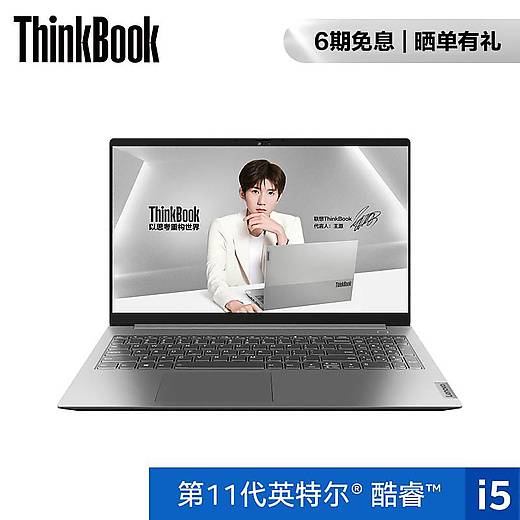 ThinkBook
6期免息 | 晒单有礼
ThinkBook
以思考重构世界
联想ThinkBook
代言人：王源
ThinkBook
Lenovo
第11代英特尔® 酷睿™
i5